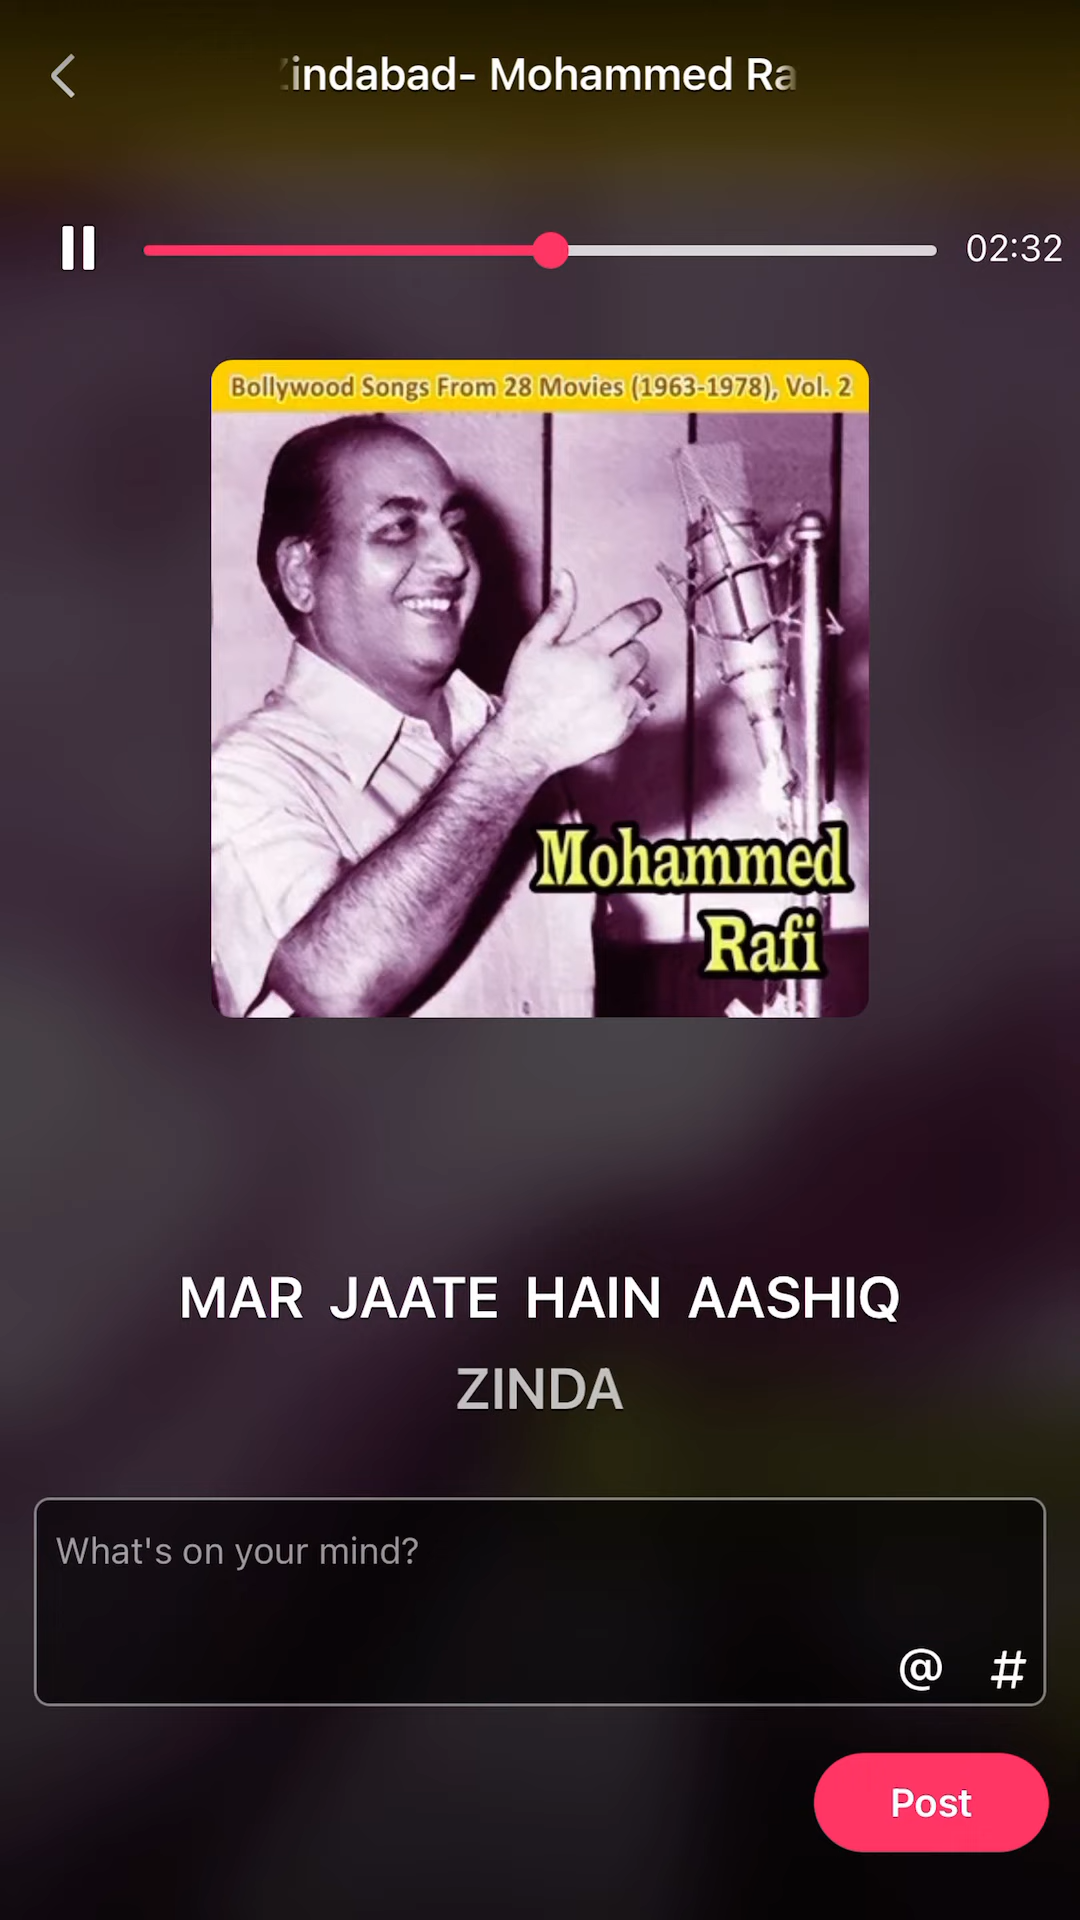 indabad- Mohammed Ra
02:32
Bollywood Songs From 28 Movies (1963-1978), Vol. 2
Mohammed
Rafi
MAR JAATE HAIN AASHIQ
ZINDA
What's on your mind?
@ #
Post